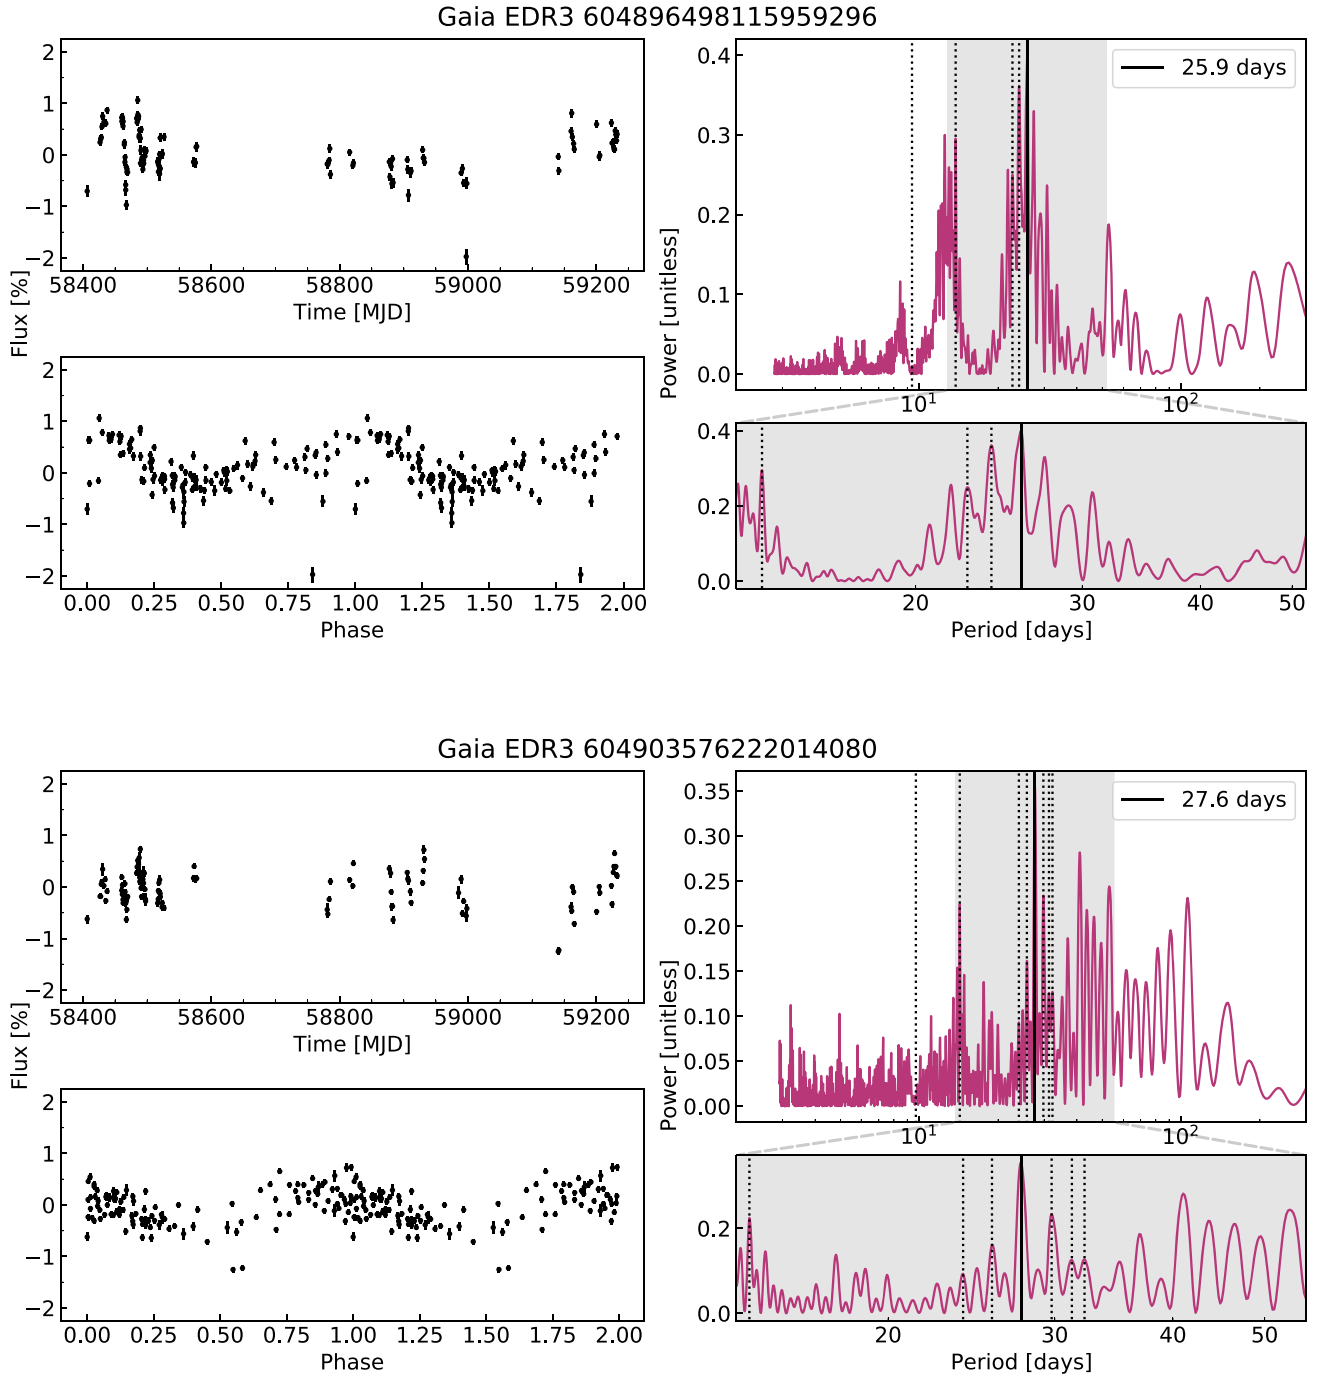 Gaia EDR3 604896498115959296
2
1
0
−1
−2
58400 58600 58800 59000 59200
Time [MJD]
Flux [%]
2
1
0
−1
−2
0.00 0.25 0.50 0.75 1.00 1.25 1.50 1.75 2.00
Phase
25.9 days
0.4
0.3
0.2
0.1
0.0
10¹ 10²
Power [unitless]
0.4
0.2
0.0
20 30 40 50
Period [days]
Gaia EDR3 604903576222014080
2
1
0
−1
−2
58400 58600 58800 59000 59200
Time [MJD]
Flux [%]
2
1
0
−1
−2
0.00 0.25 0.50 0.75 1.00 1.25 1.50 1.75 2.00
Phase
27.6 days
0.35
0.30
0.25
0.20
0.15
0.10
0.05
0.00
10¹ 10²
Power [unitless]
0.2
0.0
20 30 40 50
Period [days]